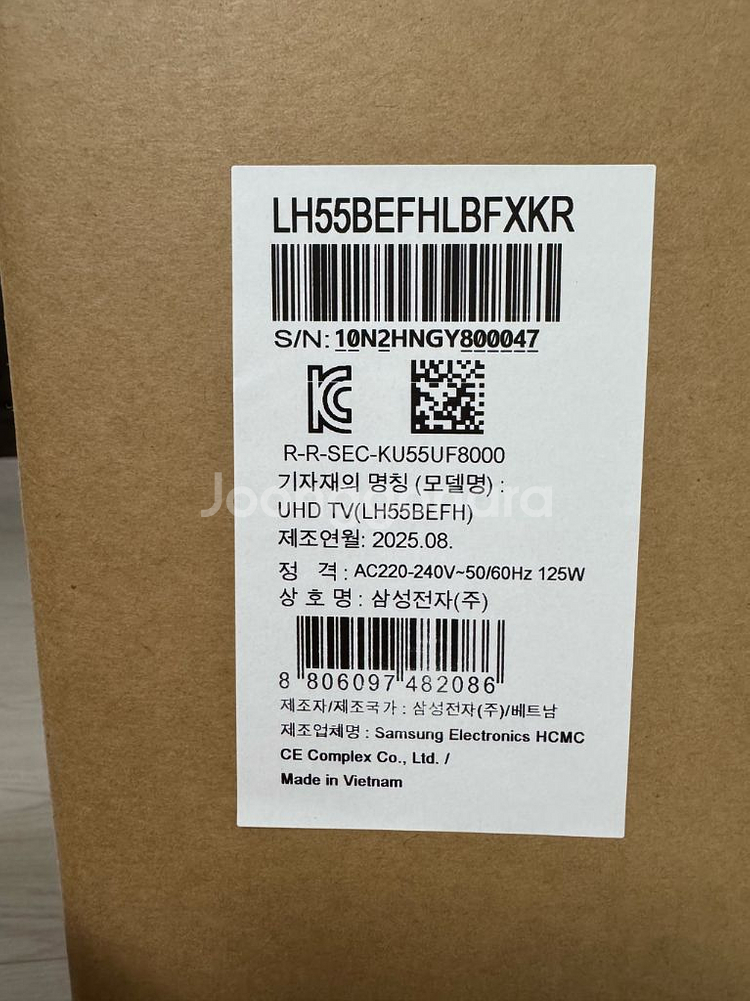 LH55BEFHLBFXKR
S/N: 10N2HNGY800047
R-R-SEC-KU55UF8000
기자재의 명칭 (모델명) :
Joonggonara
UHD TV(LH55BEFH)
제조연월: 2025.08.
정 격 : AC220-240V~50/60Hz 125W
상 호 명 : 삼성전자(주)
8 806097 482086
제조자/제조국가 : 삼성전자(주)/베트남
제조업체명 : Samsung Electronics HCMC
CE Complex Co., Ltd. /
Made in Vietnam